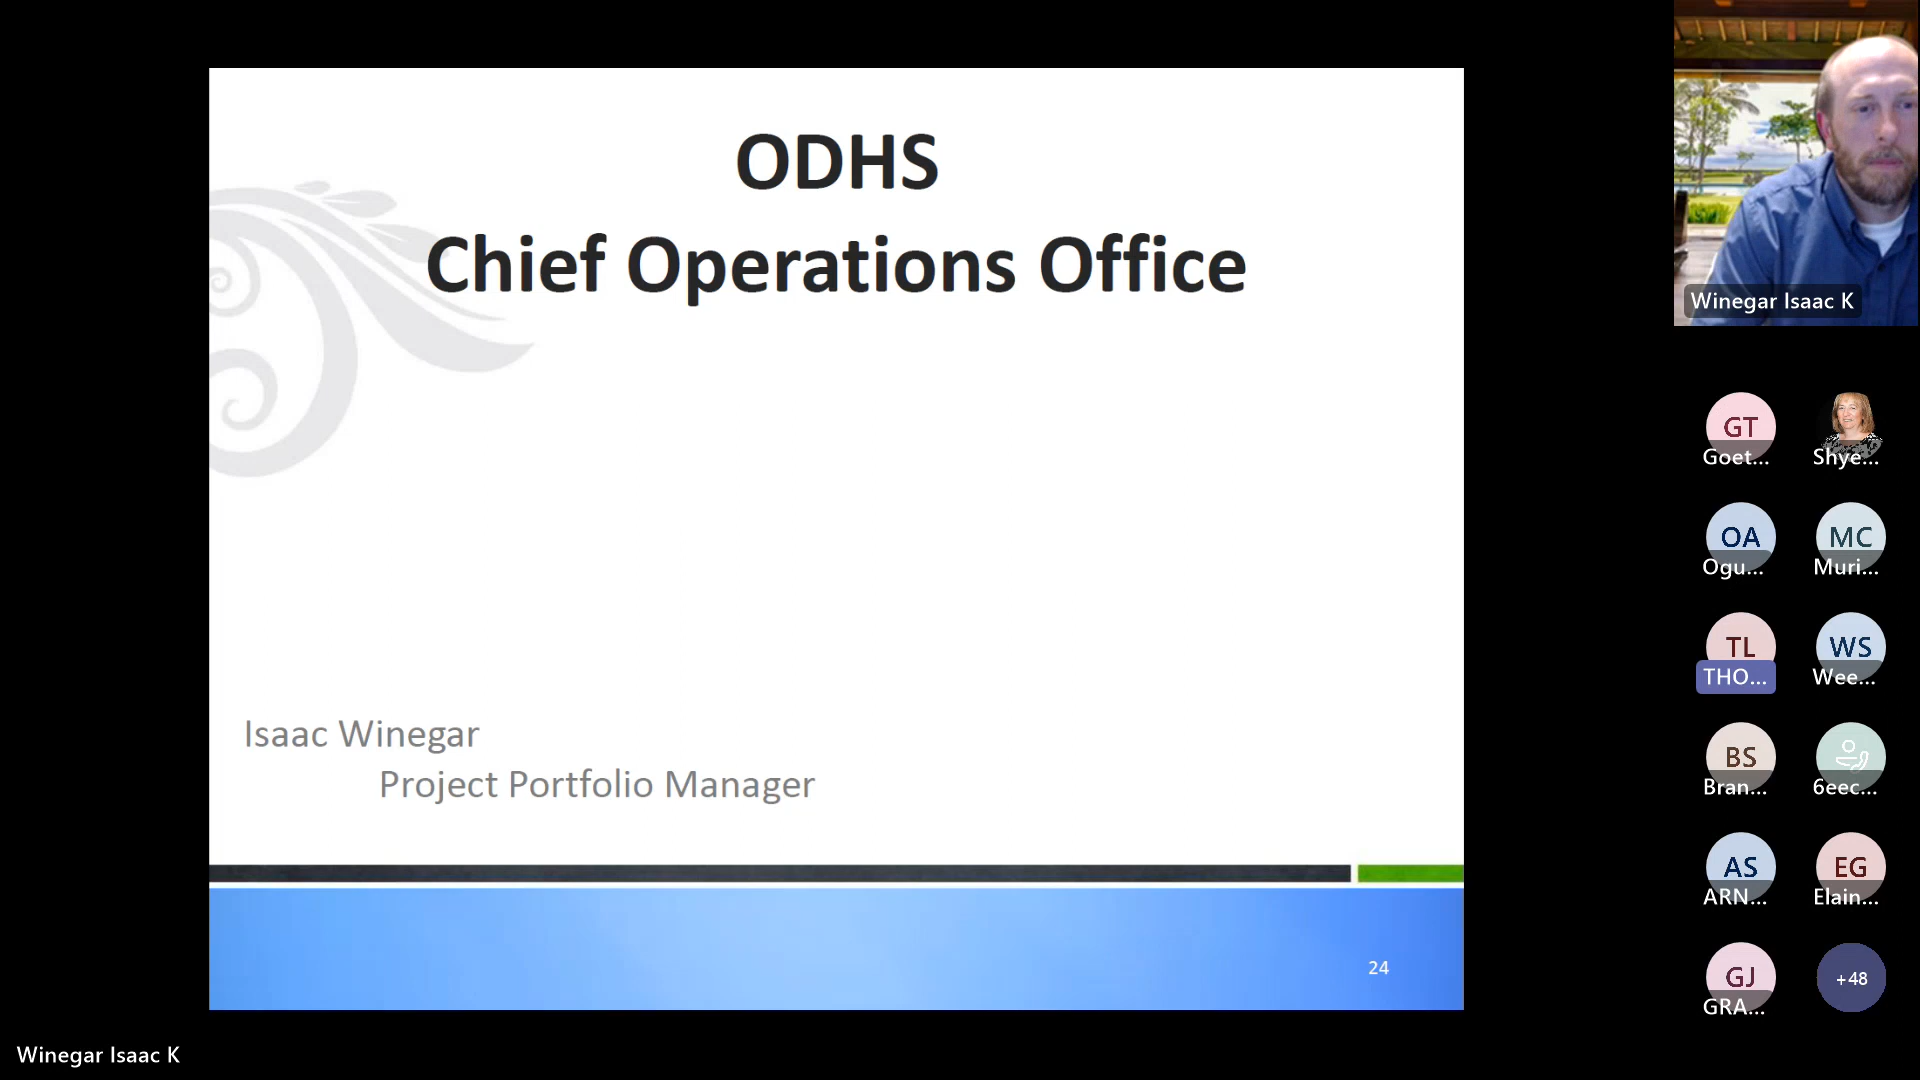 ODHS
Chief Operations Office
Isaac Winegar
Project Portfolio Manager
24
Winegar Isaac K
GT
Goet...
Shye...
OA
Ogu...
MC
Muri...
TL
THO...
WS
Wee...
BS
Bran...
6eec...
AS
ARN...
EG
Elain...
GJ
GRA...
+48
Winegar Isaac K